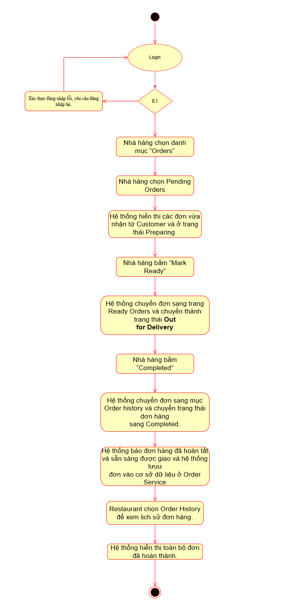 Login
Xác thực đăng nhập lỗi, yêu cầu đăng
nhập lại.
E1
Nhà hàng chọn danh
mục "Orders"
Nhà hàng chọn Pending
Orders
Hệ thống hiển thi các đơn vừa
nhận từ Customer và ở trạng
thái Preparing.
Nhà hàng bấm "Mark
Ready"
Hệ thống chuyển đơn sang trang
Ready Orders và chuyển thành
trạng thái Out
for Delivery
Nhà hàng bấm
"Completed"
Hệ thống chuyển đơn sang mục
Order history và chuyển trạng thái
đơn hàng
sang Completed.
Hệ thống báo đơn hàng đã hoàn tất
và sẵn sàng được giao và hệ thống
lưuu
đơn vào cơ sở dữ liệu ở Order
Service.
Restaurant chọn Order History
để xem lịch sử đơn hàng.
Hệ thống hiển thị toàn bộ đơn
đã hoàn thành.